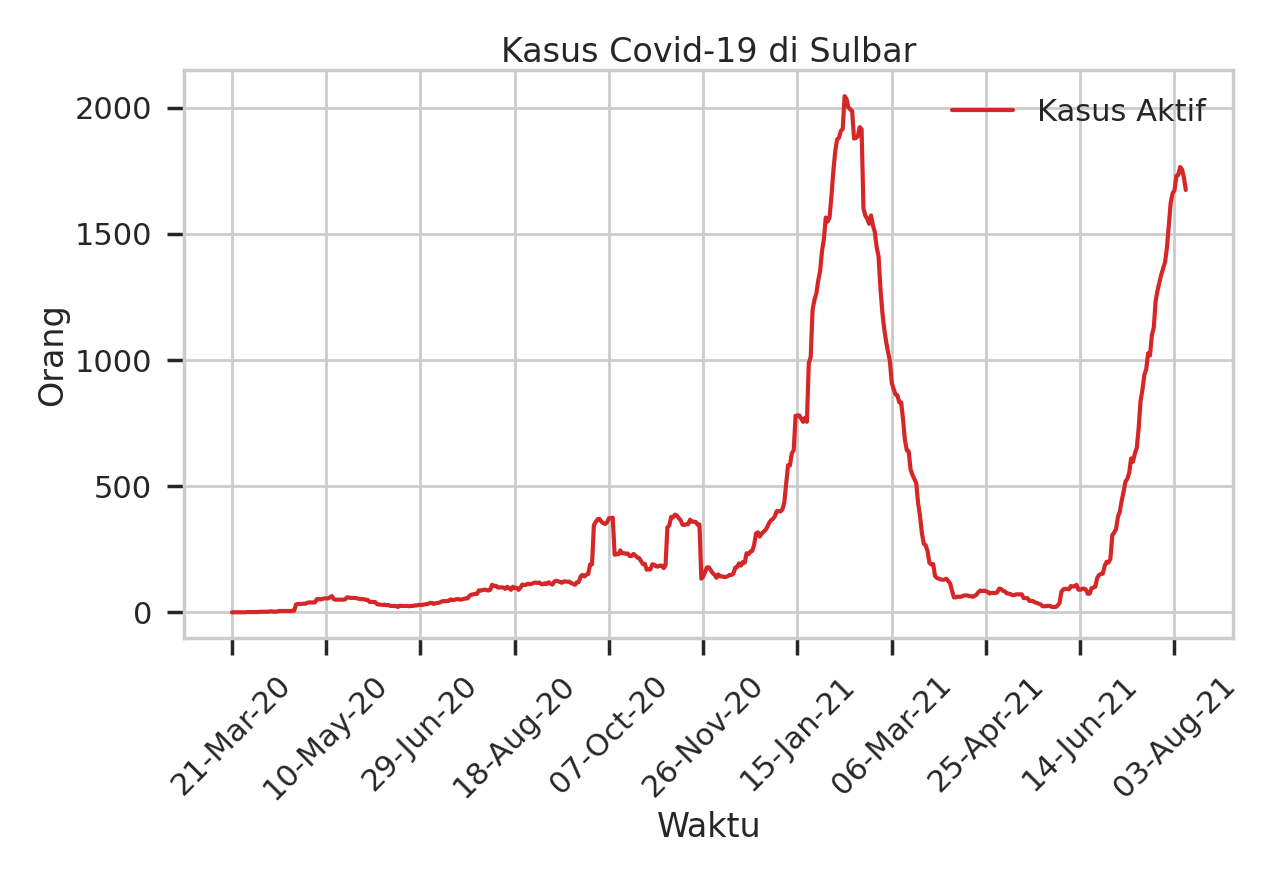 Kasus Covid-19 di Sulbar
Kasus Aktif
Orang
2000
1500
1000
500
0
21-Mar-20
10-May-20
29-Jun-20
18-Aug-20
07-Oct-20
26-Nov-20
15-Jan-21
06-Mar-21
25-Apr-21
14-Jun-21
03-Aug-21
Waktu